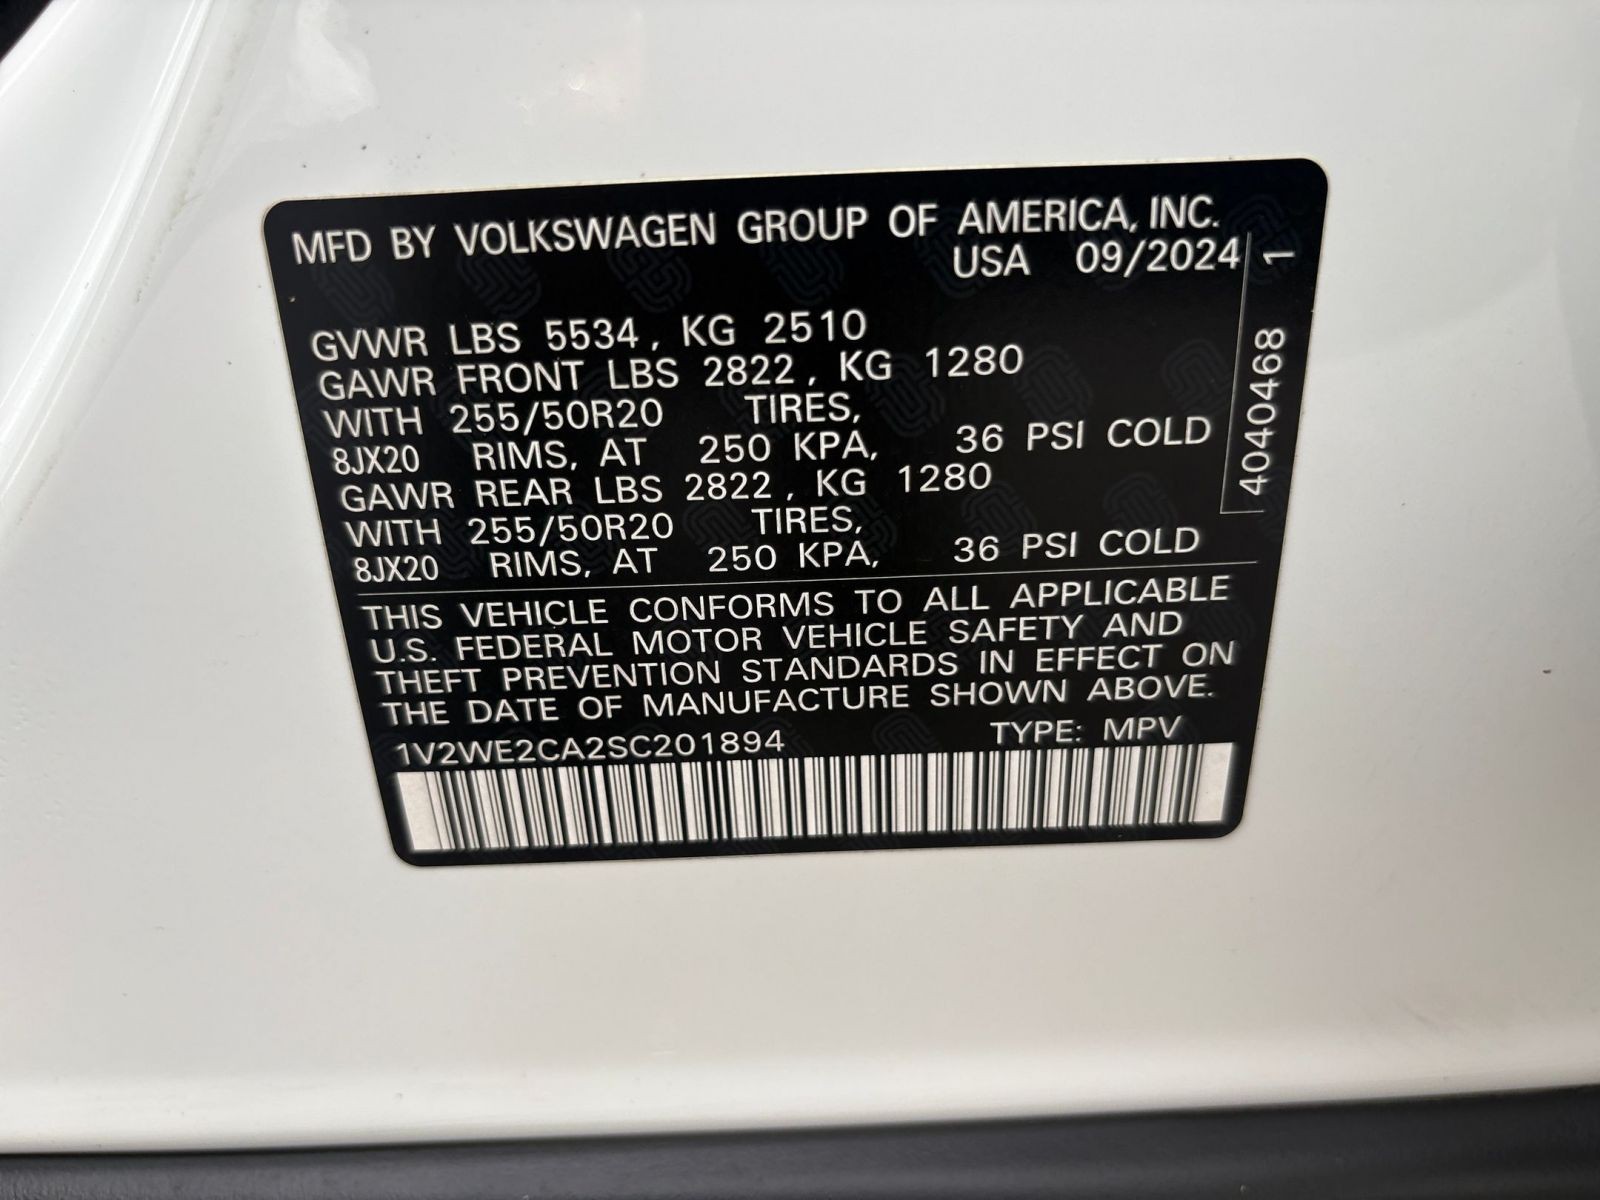 MFD BY VOLKSWAGEN GROUP OF AMERICA, INC.
USA 09/2024
GVWR LBS 5534, KG 2510
GAWR FRONT LBS 2822, KG 1280
WITH 255/50R20 TIRES,
8JX20 RIMS, AT 250 KPA, 36 PSI COLD
GAWR REAR LBS 2822, KG 1280
WITH 255/50R20 TIRES,
8JX20 RIMS, AT 250 KPA, 36 PSI COLD
THIS VEHICLE CONFORMS TO ALL APPLICABLE
U.S. FEDERAL MOTOR VEHICLE SAFETY AND
THEFT PREVENTION STANDARDS IN EFFECT ON
THE DATE OF MANUFACTURE SHOWN ABOVE.
1V2WE2CA2SC201894 TYPE: MPV
4040468 1